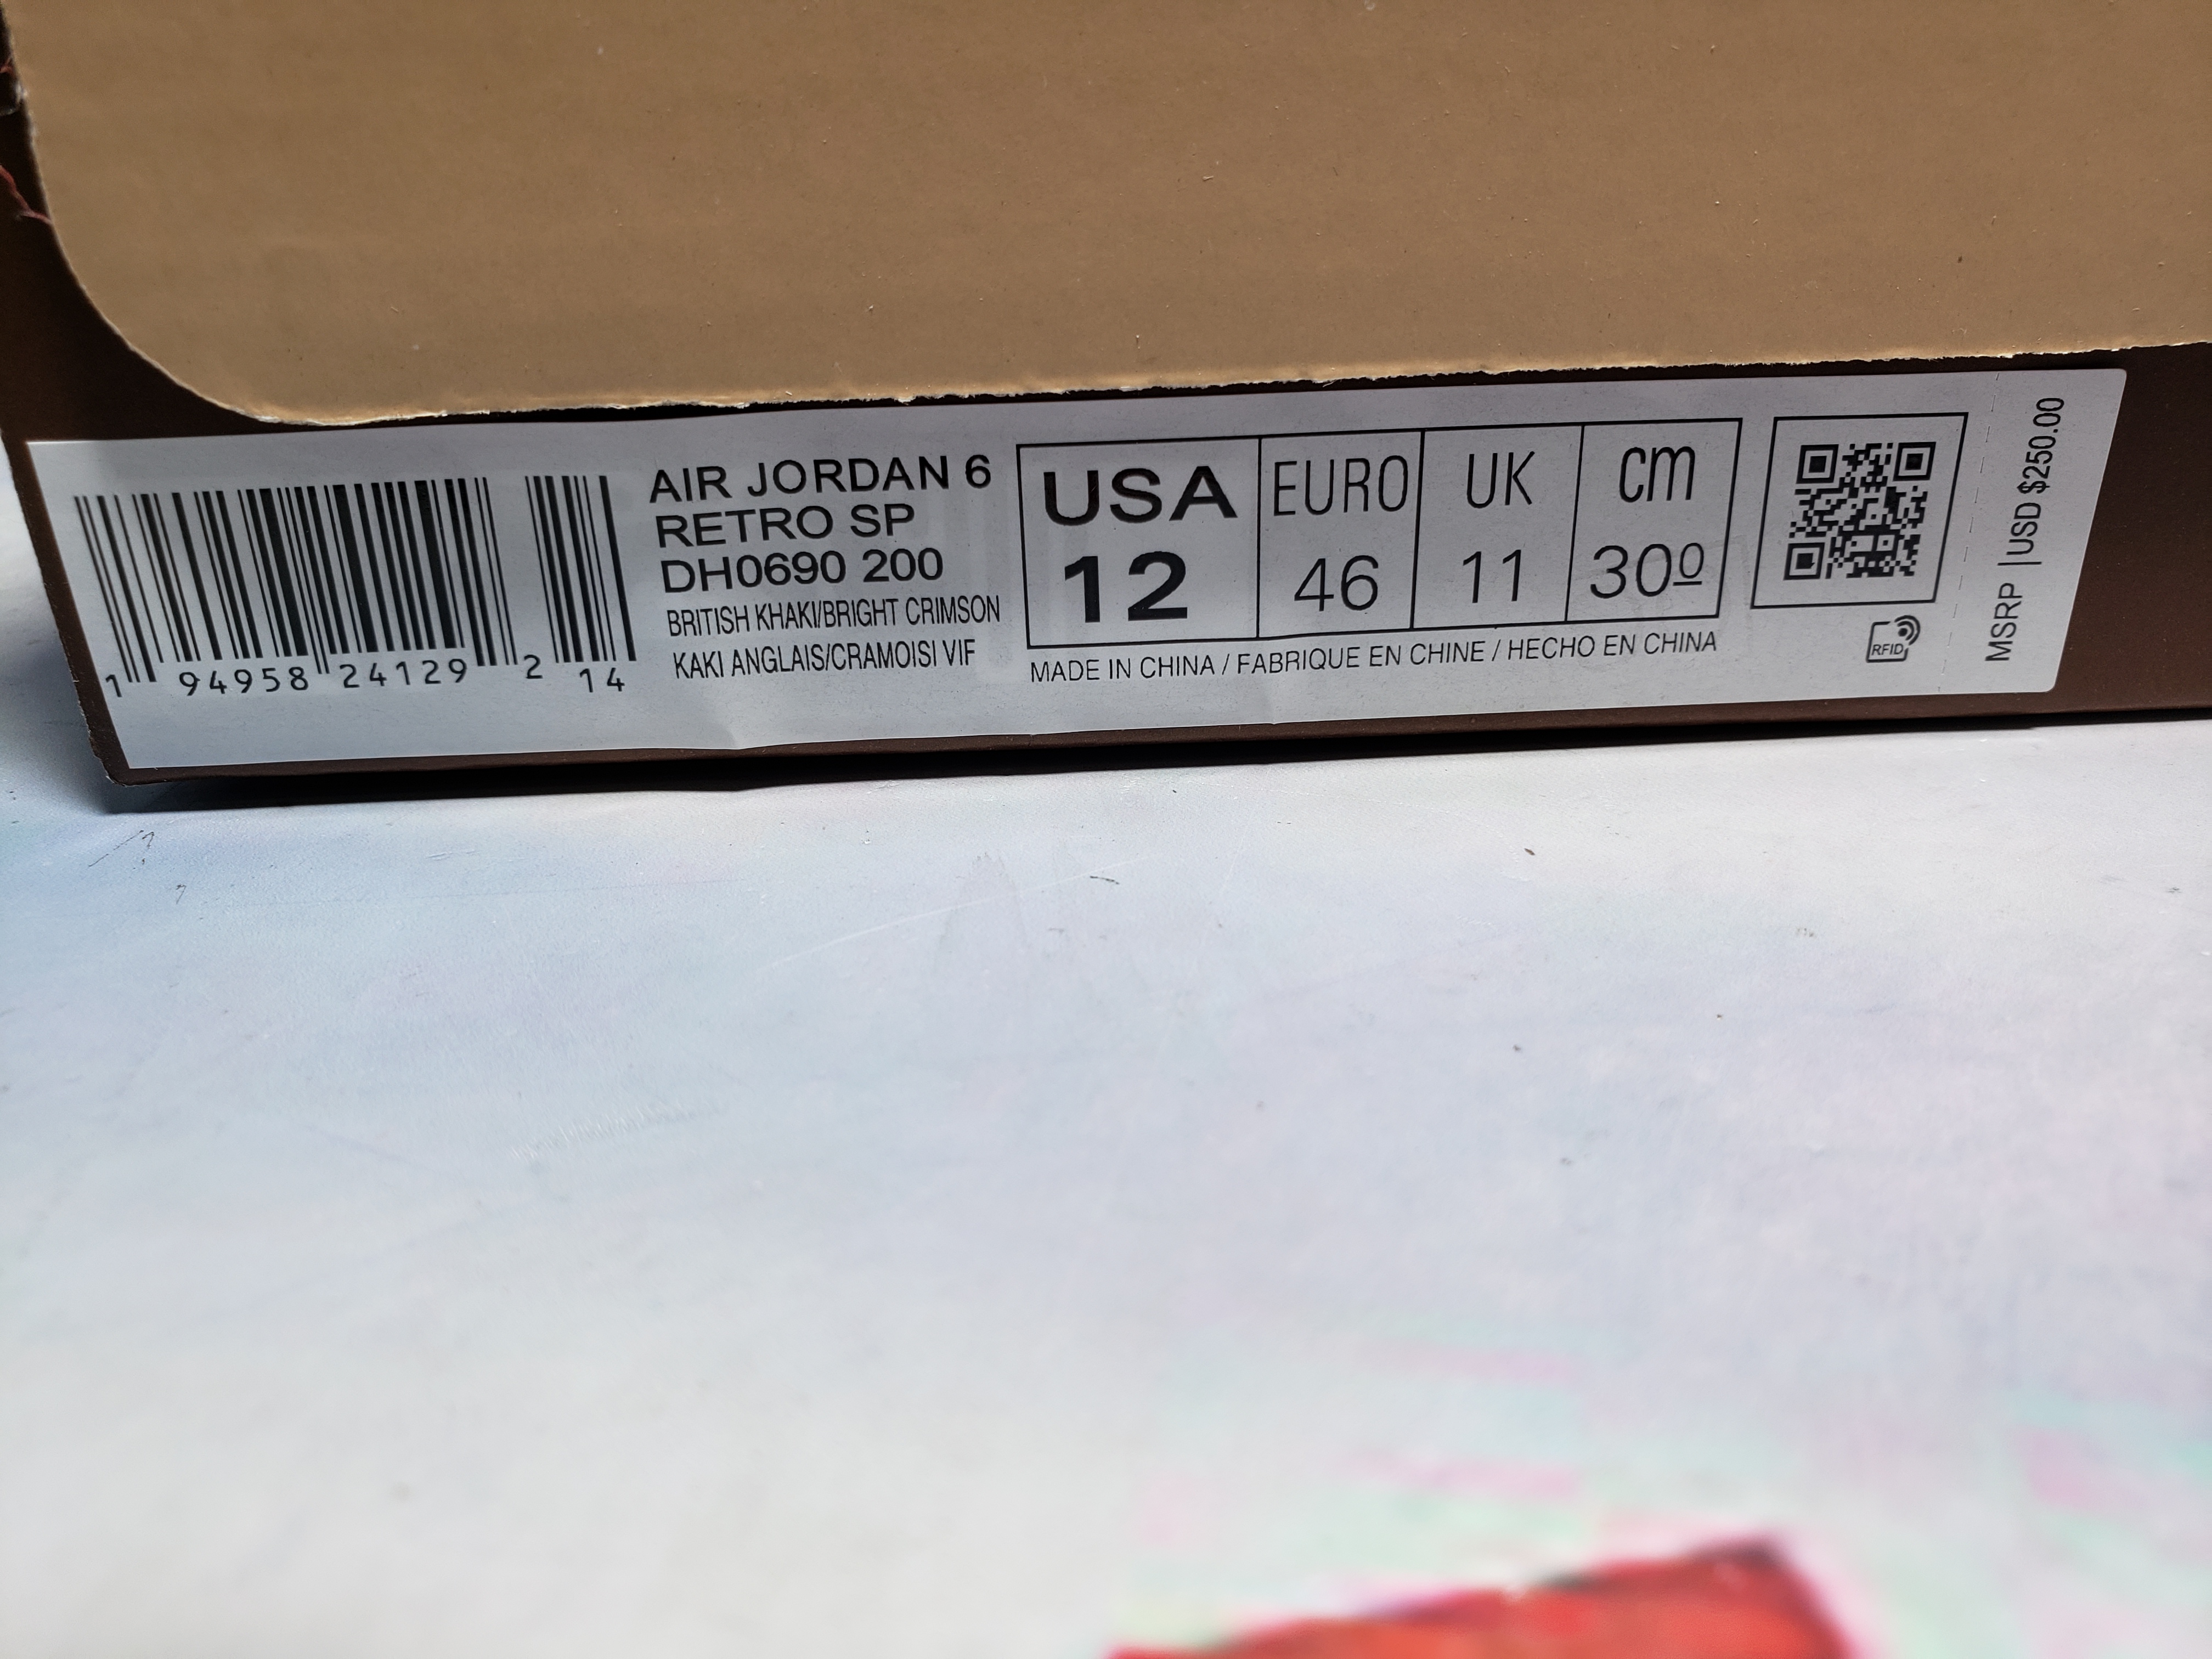 AIR JORDAN 6
RETRO SP
DH0690 200
BRITISH KHAKI/BRIGHT CRIMSON
KAKI ANGLAIS/CRAMOISI VIF
1 94958 24129 2 14
USA EURO UK cm
12 46 11 30º
MADE IN CHINA / FABRIQUE EN CHINE / HECHO EN CHINA
RFID
MSRP | USD $250.00